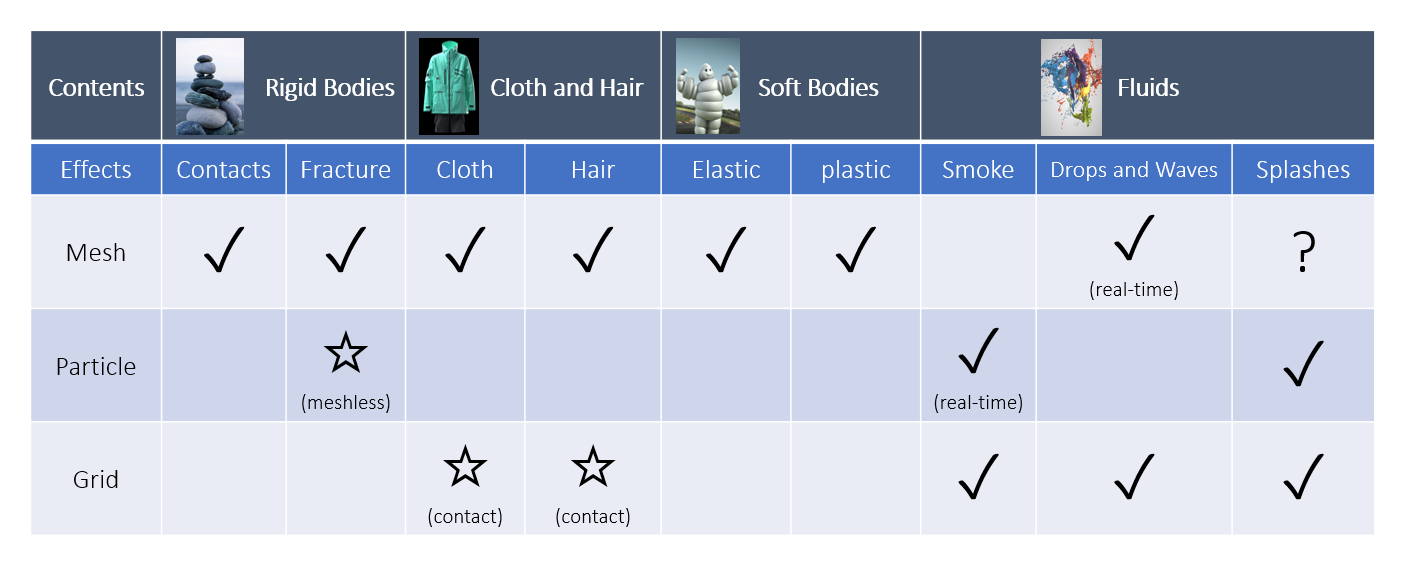 Contents Rigid Bodies Cloth and Hair Soft Bodies Fluids
Effects Contacts Fracture Cloth Hair Elastic plastic Smoke Drops and Waves Splashes
Mesh ✓ ✓ ✓ ✓ ✓ ✓ ✓ ?
(real-time)
Particle ☆ ✓ ✓
(meshless) (real-time)
Grid ☆ ☆ ✓ ✓ ✓
(contact) (contact)